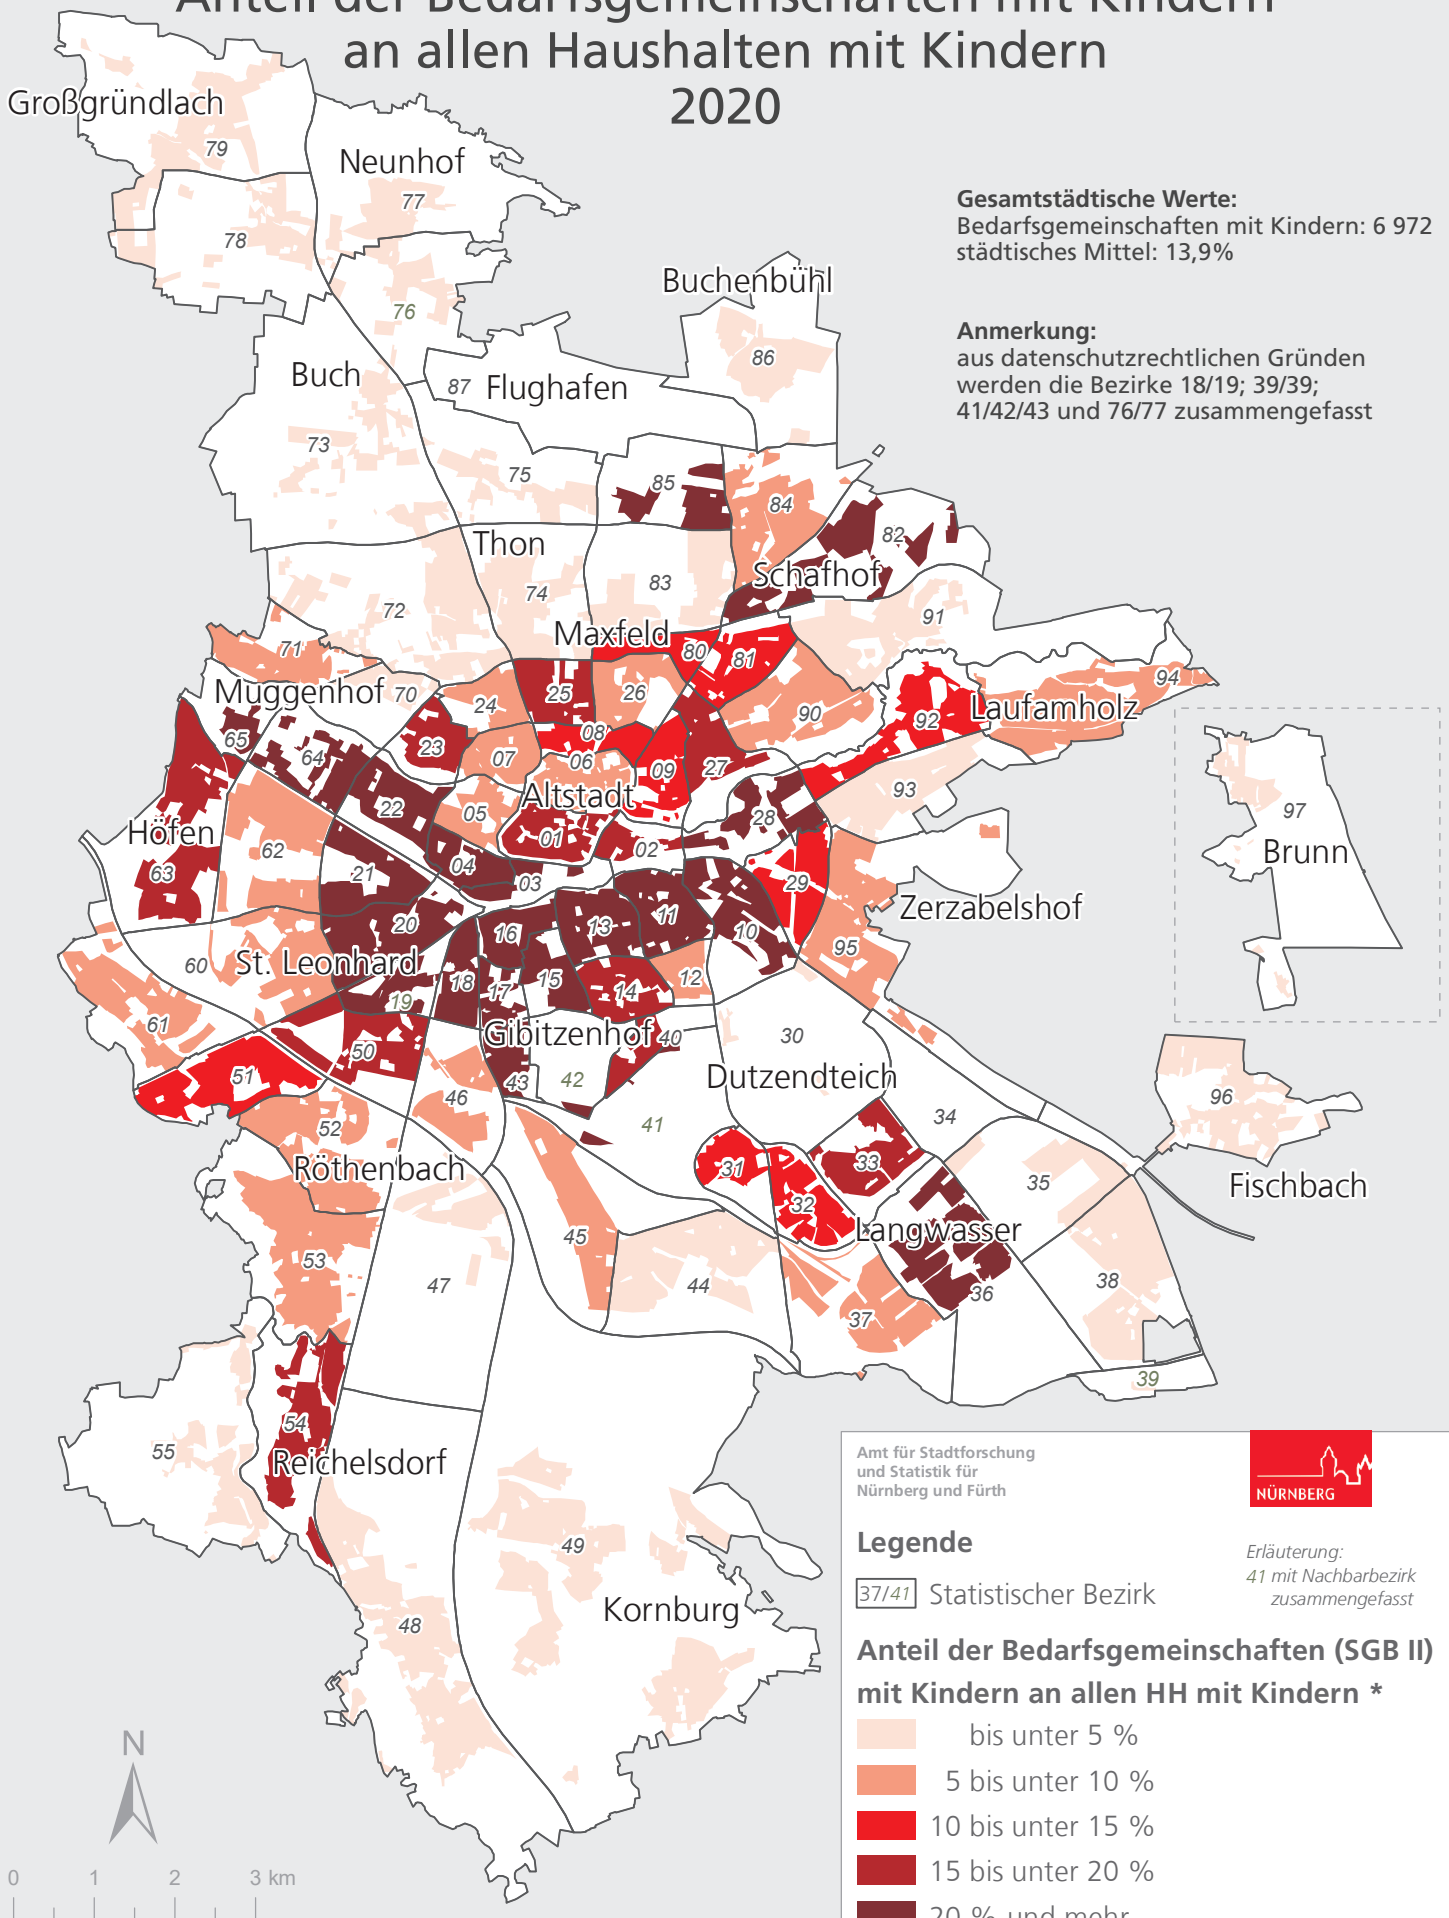 Anteil der Bedarfsgemeinschaften mit Kindern
an allen Haushalten mit Kindern
2020
Gesamtstädtische Werte:
Bedarfsgemeinschaften mit Kindern: 6 972
städtisches Mittel: 13,9%
Anmerkung:
aus datenschutzrechtlichen Gründen
werden die Bezirke 18/19; 39/39;
41/42/43 und 76/77 zusammengefasst
Großgründlach
79
Neunhof
77
78
76
Buchenbühl
86
Buch
87 Flughafen
73
75
85
84
82
Thon
Schafhof
74
83
72
91
Maxfeld
71
80
81
94
Muggenhof
70
24
25
26
90
92
Laufamholz
65
64
23
07
08
06
09
27
93
97
Brunn
Altstadt
22
05
28
Höfen
62
01
02
63
21
04
03
29
Zerzabelshof
20
16
13
11
10
95
60
St. Leonhard
19
18
17
15
14
12
61
Gibitzenhof
40
30
50
51
43
42
Dutzendteich
46
41
34
96
52
Röthenbach
31
33
35
Fischbach
32
Langwasser
53
45
47
44
36
38
37
39
54
55
Reichelsdorf
49
48
Kornburg
Amt für Stadtforschung
und Statistik für
Nürnberg und Fürth
NÜRNBERG
Legende
37/41 Statistischer Bezirk
Erläuterung:
41 mit Nachbarbezirk
zusammengefasst
Anteil der Bedarfsgemeinschaften (SGB II)
mit Kindern an allen HH mit Kindern *
bis unter 5 %
5 bis unter 10 %
10 bis unter 15 %
15 bis unter 20 %
20 % und mehr
N
0 1 2 3 km